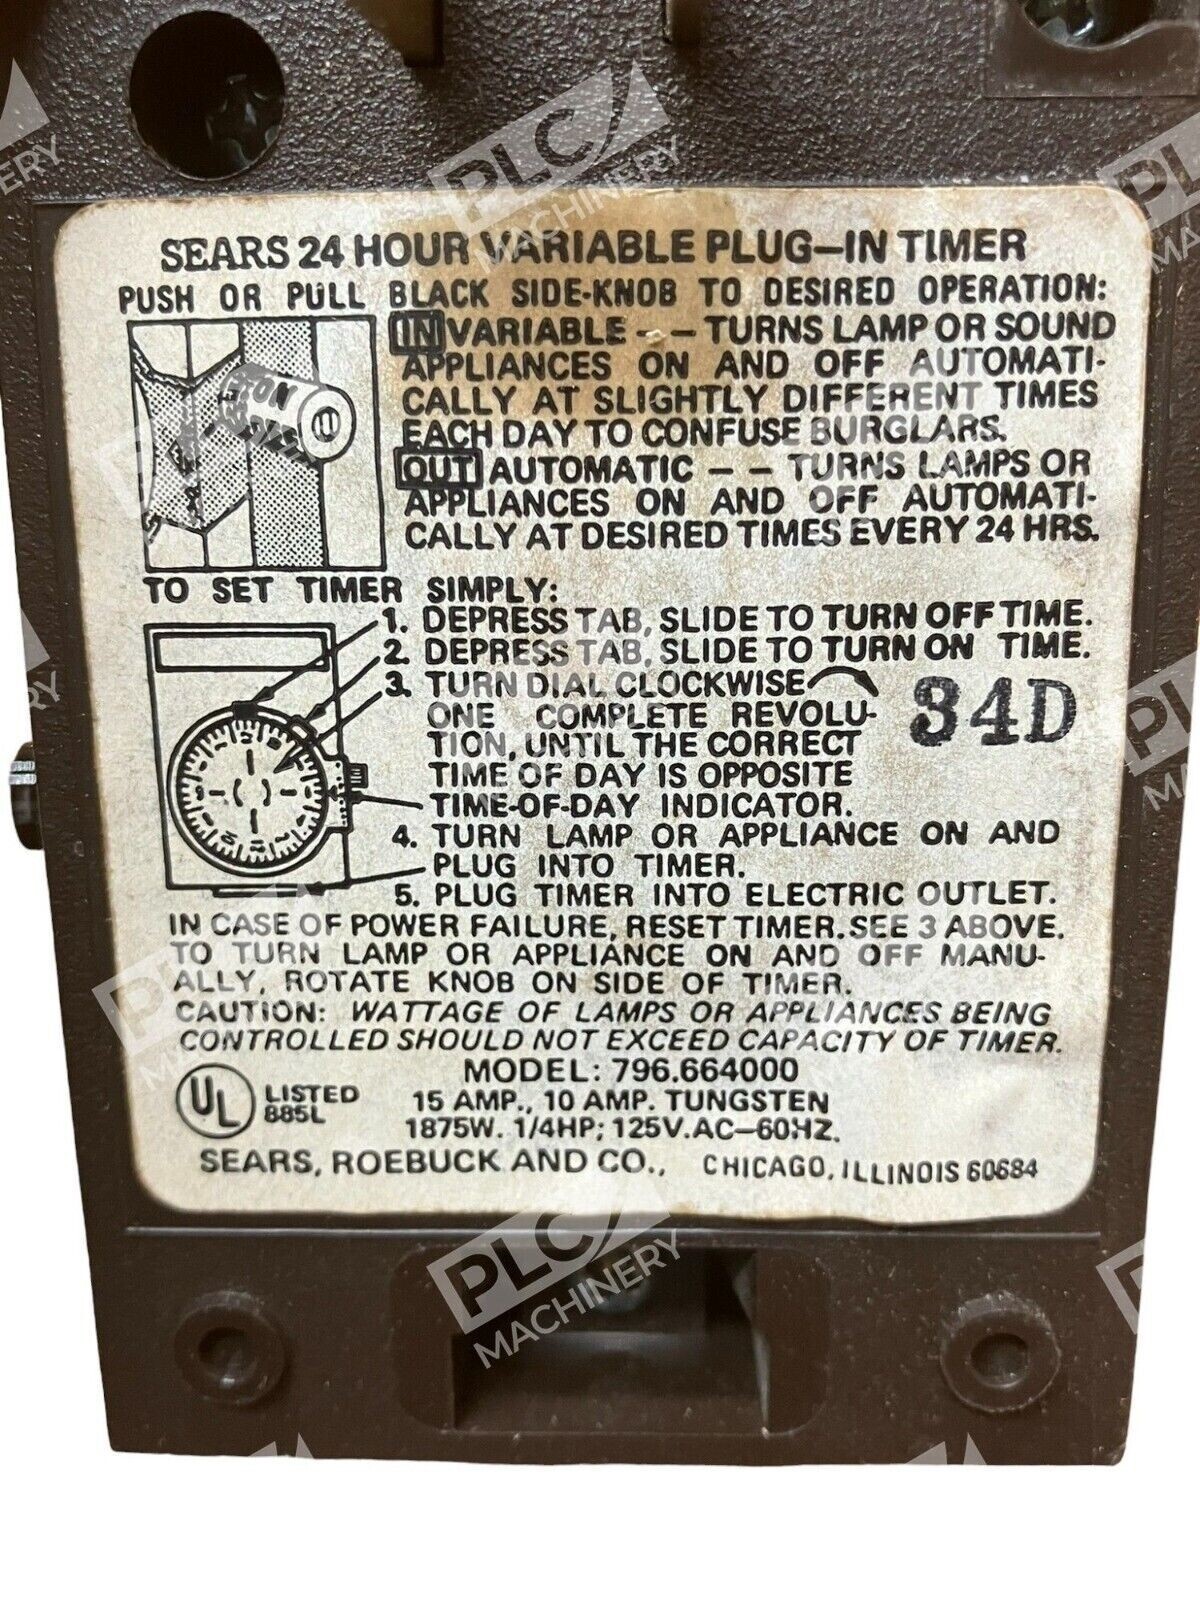 SEARS 24 HOUR VARIABLE PLUG-IN TIMER
PUSH OR PULL BLACK SIDE-KNOB TO DESIRED OPERATION:
IN VARIABLE - - TURNS LAMP OR SOUND
APPLIANCES ON AND OFF AUTOMATI-
CALLY AT SLIGHTLY DIFFERENT TIMES
EACH DAY TO CONFUSE BURGLARS.
OUT AUTOMATIC - - TURNS LAMPS OR
APPLIANCES ON AND OFF AUTOMATI-
CALLY AT DESIRED TIMES EVERY 24 HRS.
TO SET TIMER SIMPLY:
1. DEPRESS TAB, SLIDE TO TURN OFF TIME.
2. DEPRESS TAB, SLIDE TO TURN ON TIME.
3. TURN DIAL CLOCKWISE
ONE COMPLETE REVOLU-
TION, UNTIL THE CORRECT
TIME OF DAY IS OPPOSITE
TIME-OF-DAY INDICATOR.
34D
4. TURN LAMP OR APPLIANCE ON AND
PLUG INTO TIMER.
5. PLUG TIMER INTO ELECTRIC OUTLET.
IN CASE OF POWER FAILURE, RESET TIMER. SEE 3 ABOVE.
TO TURN LAMP OR APPLIANCE ON AND OFF MANU-
ALLY, ROTATE KNOB ON SIDE OF TIMER.
CAUTION: WATTAGE OF LAMPS OR APPLIANCES BEING
CONTROLLED SHOULD NOT EXCEED CAPACITY OF TIMER.
MODEL: 796.664000
UL LISTED
885L
15 AMP., 10 AMP. TUNGSTEN
1875W. 1/4HP; 125V.AC-60HZ.
SEARS, ROEBUCK AND CO., CHICAGO, ILLINOIS 60684
PLC
MACHINERY